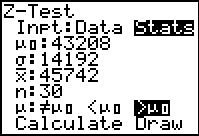 Z-Test
Inpt:Data Stats
μ₀:43208
σ:14192
x̄:45742
n:30
μ:≠μ₀ <μ₀ >μ₀
Calculate Draw